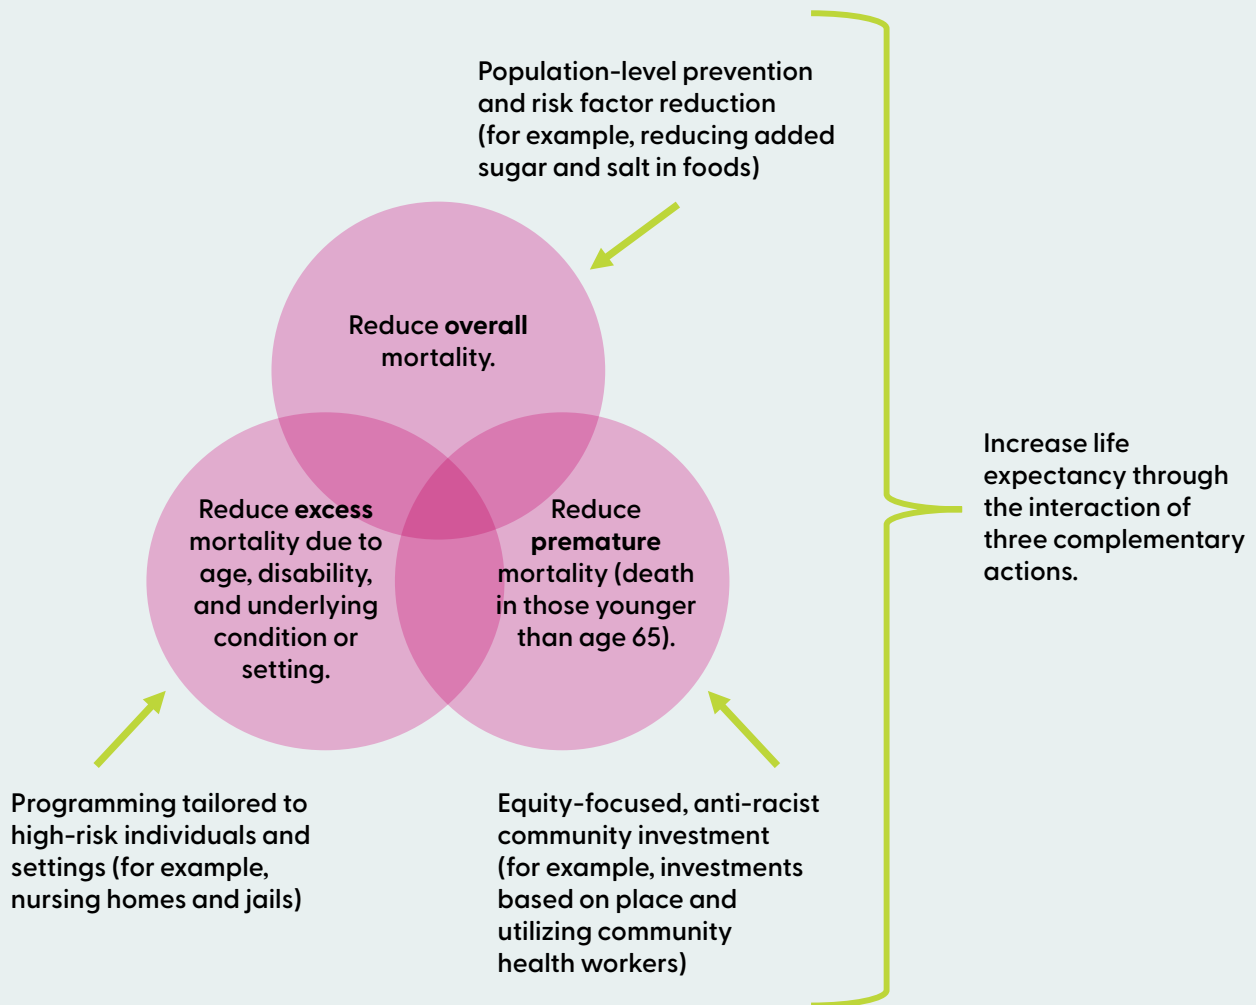 Population-level prevention
and risk factor reduction
(for example, reducing added
sugar and salt in foods)
Reduce overall
mortality.
Reduce excess
mortality due to
age, disability,
and underlying
condition or
setting.
Reduce
premature
mortality (death
in those younger
than age 65).
Increase life
expectancy through
the interaction of
three complementary
actions.
Programming tailored to
high-risk individuals and
settings (for example,
nursing homes and jails)
Equity-focused, anti-racist
community investment
(for example, investments
based on place and
utilizing community
health workers)